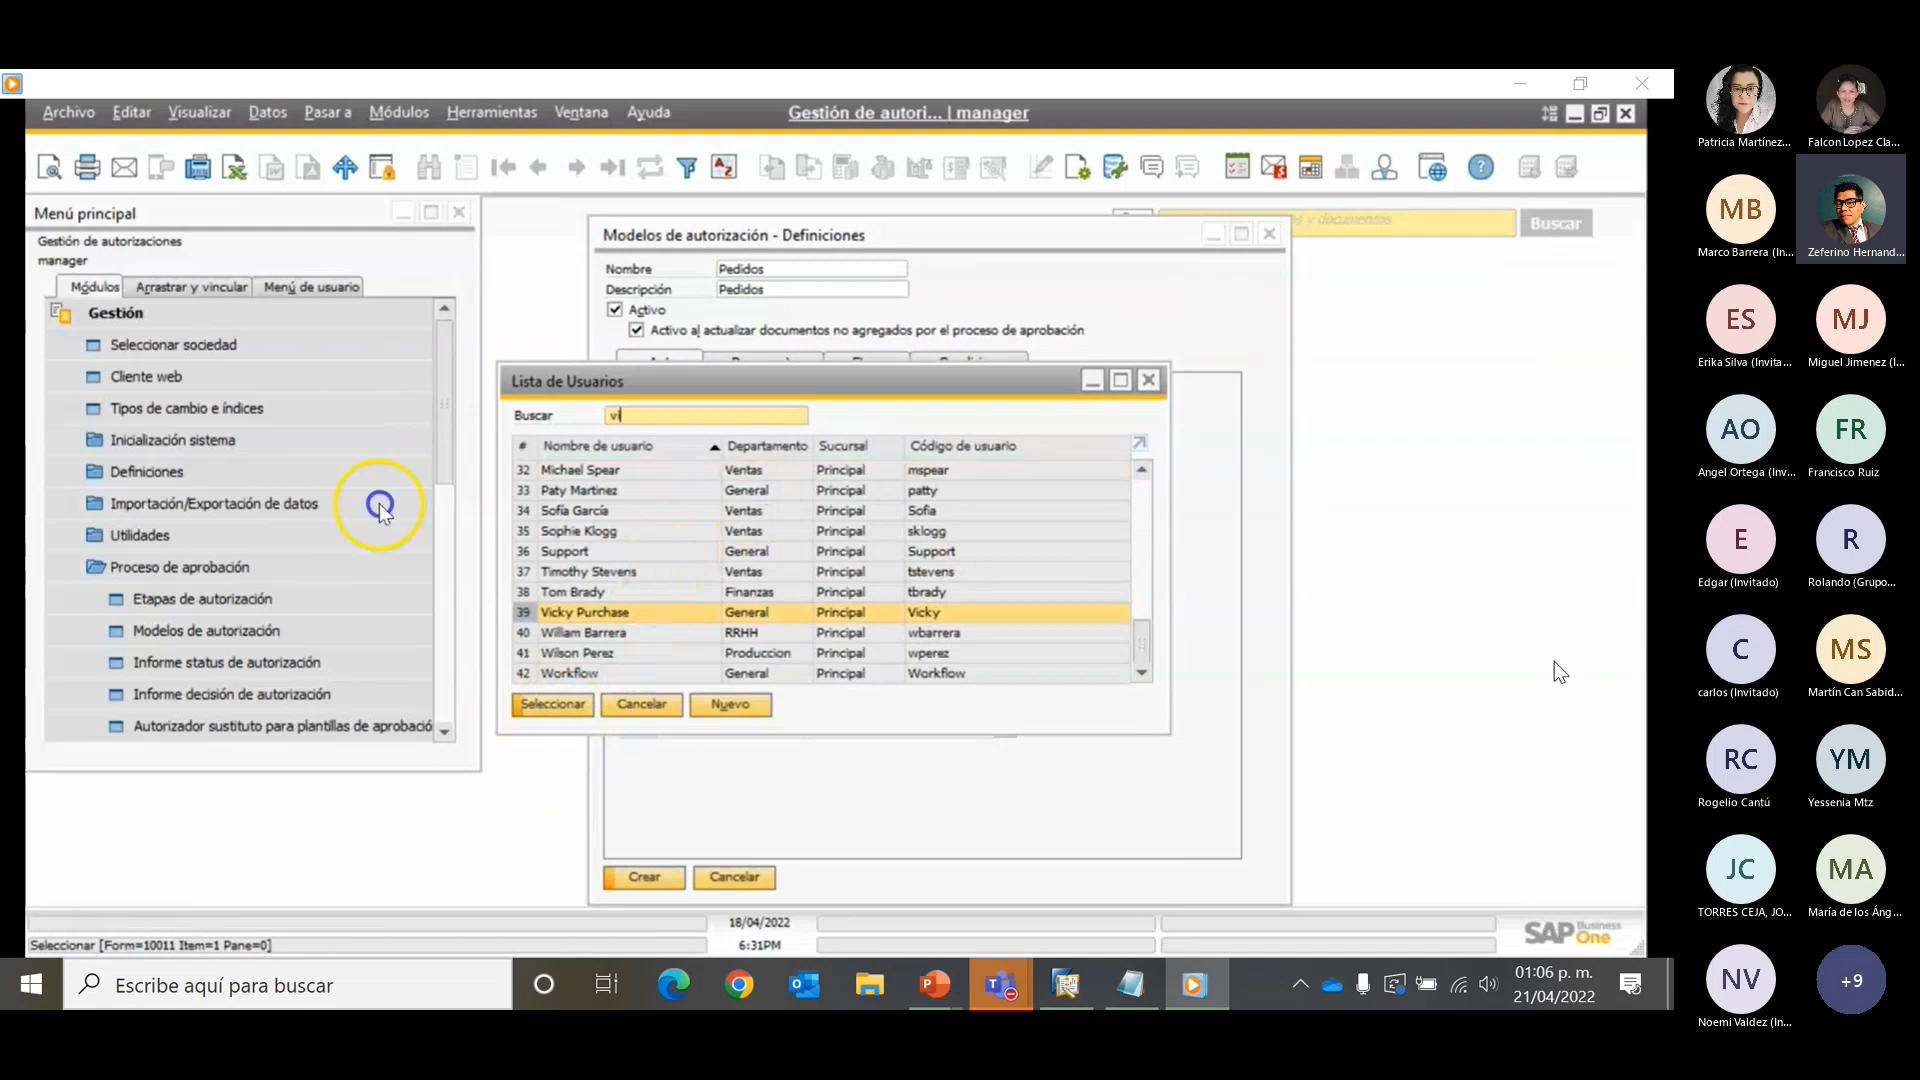 Archivo Editar Visualizar Datos Pasar a Módulos Herramientas Ventana Ayuda
Gestión de autori... | manager
Menú principal
Gestión de autorizaciones
manager
Módulos Arrastrar y vincular Menú de usuario
Gestión
Seleccionar sociedad
Cliente web
Tipos de cambio e índices
Inicialización sistema
Definiciones
Importación/Exportación de datos
Utilidades
Proceso de aprobación
Etapas de autorización
Modelos de autorización
Informe status de autorización
Informe decisión de autorización
Autorizador sustituto para plantillas de aprobació
y documentos
Buscar
Modelos de autorización - Definiciones
Nombre Pedidos
Descripción Pedidos
Activo
Activo al actualizar documentos no agregados por el proceso de aprobación
Lista de Usuarios
Buscar vi
# Nombre de usuario Departamento Sucursal Código de usuario
32 Michael Spear Ventas Principal mspear
33 Paty Martinez General Principal patty
34 Sofía García Ventas Principal Sofia
35 Sophie Klogg Ventas Principal sklogg
36 Support General Principal Support
37 Timothy Stevens Ventas Principal tstevens
38 Tom Brady Finanzas Principal tbrady
39 Vicky Purchase General Principal Vicky
40 William Barrera RRHH Principal wbarrera
41 Wilson Perez Produccion Principal wperez
42 Workflow General Principal Workflow
Seleccionar Cancelar Nuevo
Crear Cancelar
18/04/2022
Seleccionar [Form=10011 Item=1 Pane=0]
6:31PM
SAP Business One
Escribe aquí para buscar
01:06 p. m.
21/04/2022
Patricia Martínez...
Falcon Lopez Cla...
MB
Marco Barrera (In...
Zeferino Hernand...
ES
Erika Silva (Invita...
MJ
Miguel Jimenez (I...
AO
Angel Ortega (Inv...
FR
Francisco Ruiz
E
Edgar (Invitado)
R
Rolando (Grupo...
C
carlos (Invitado)
MS
Martín Can Sabid...
RC
Rogelio Cantú
YM
Yessenia Mtz
JC
TORRES CEJA, JO...
MA
María de los Áng...
NV
Noemi Valdez (In...
+9